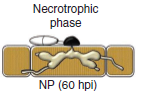 Necrotrophic
phase
NP (60 hpi)